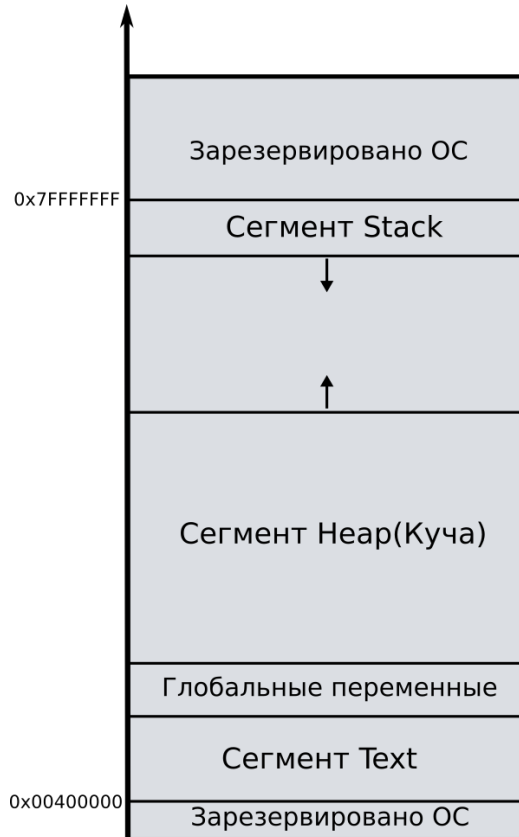 Зарезервировано ОС
0x7FFFFFFF
Сегмент Stack
Сегмент Heap(Куча)
Глобальные переменные
Сегмент Text
0x00400000
Зарезервировано ОС